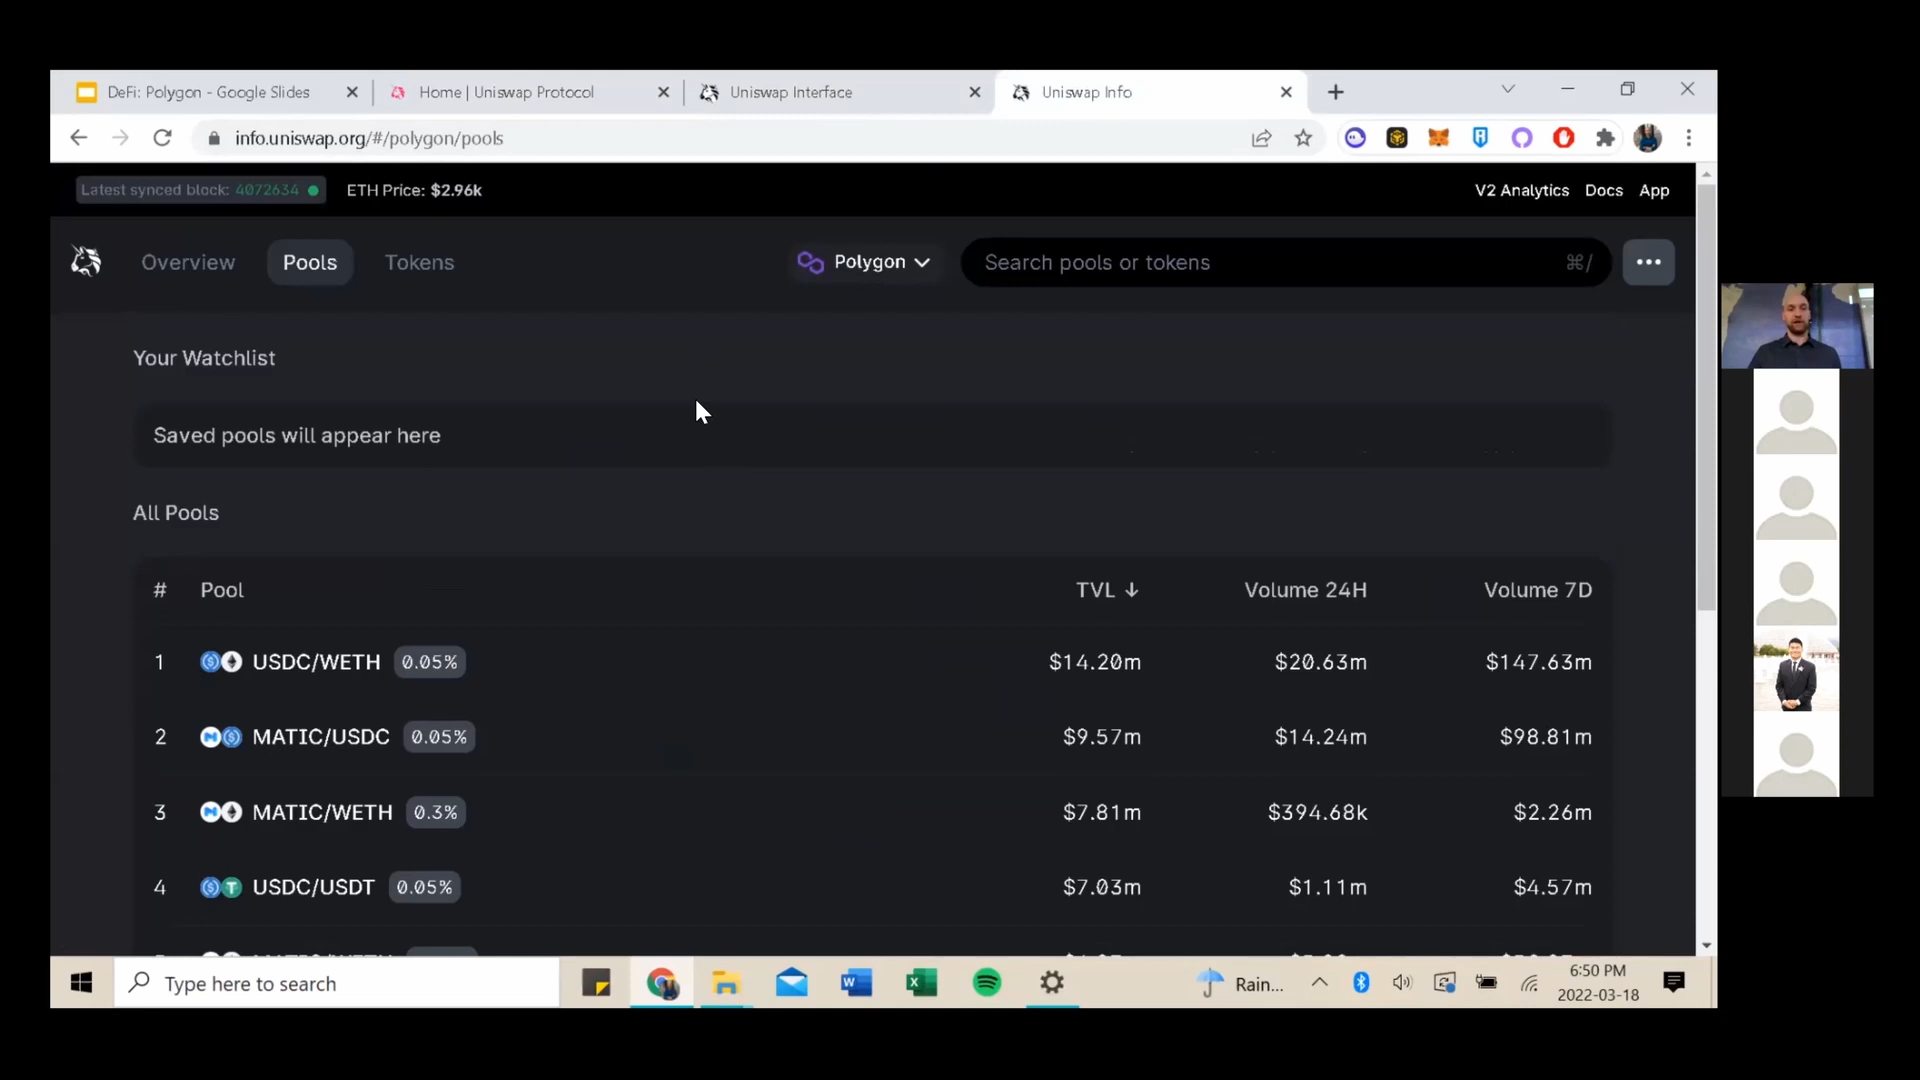 DeFi: Polygon - Google Slides
Home | Uniswap Protocol
Uniswap Interface
Uniswap Info
info.uniswap.org/#/polygon/pools
Latest synced block: 4072634
ETH Price: $2.96k
V2 Analytics Docs App
Overview Pools Tokens
Polygon
Search pools or tokens ⌘/
Your Watchlist
Saved pools will appear here
All Pools
# Pool TVL ↓ Volume 24H Volume 7D
1 USDC/WETH 0.05% $14.20m $20.63m $147.63m
2 MATIC/USDC 0.05% $9.57m $14.24m $98.81m
3 MATIC/WETH 0.3% $7.81m $394.68k $2.26m
4 USDC/USDT 0.05% $7.03m $1.11m $4.57m
Type here to search
Rain...
6:50 PM
2022-03-18